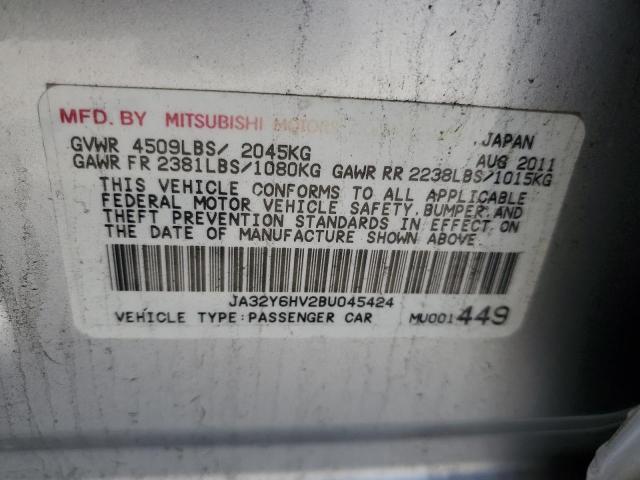 MFD. BY MITSUBISHI MOTORS
JAPAN
GVWR 4509LBS/ 2045KG AUG 2011
GAWR FR 2381LBS/1080KG GAWR RR 2238LBS/1015KG
THIS VEHICLE CONFORMS TO ALL APPLICABLE
FEDERAL MOTOR VEHICLE SAFETY, BUMPER AND
THEFT PREVENTION STANDARDS IN EFFECT ON
THE DATE OF MANUFACTURE SHOWN ABOVE.
JA32Y6HV2BU045424
VEHICLE TYPE:PASSENGER CAR MU001449